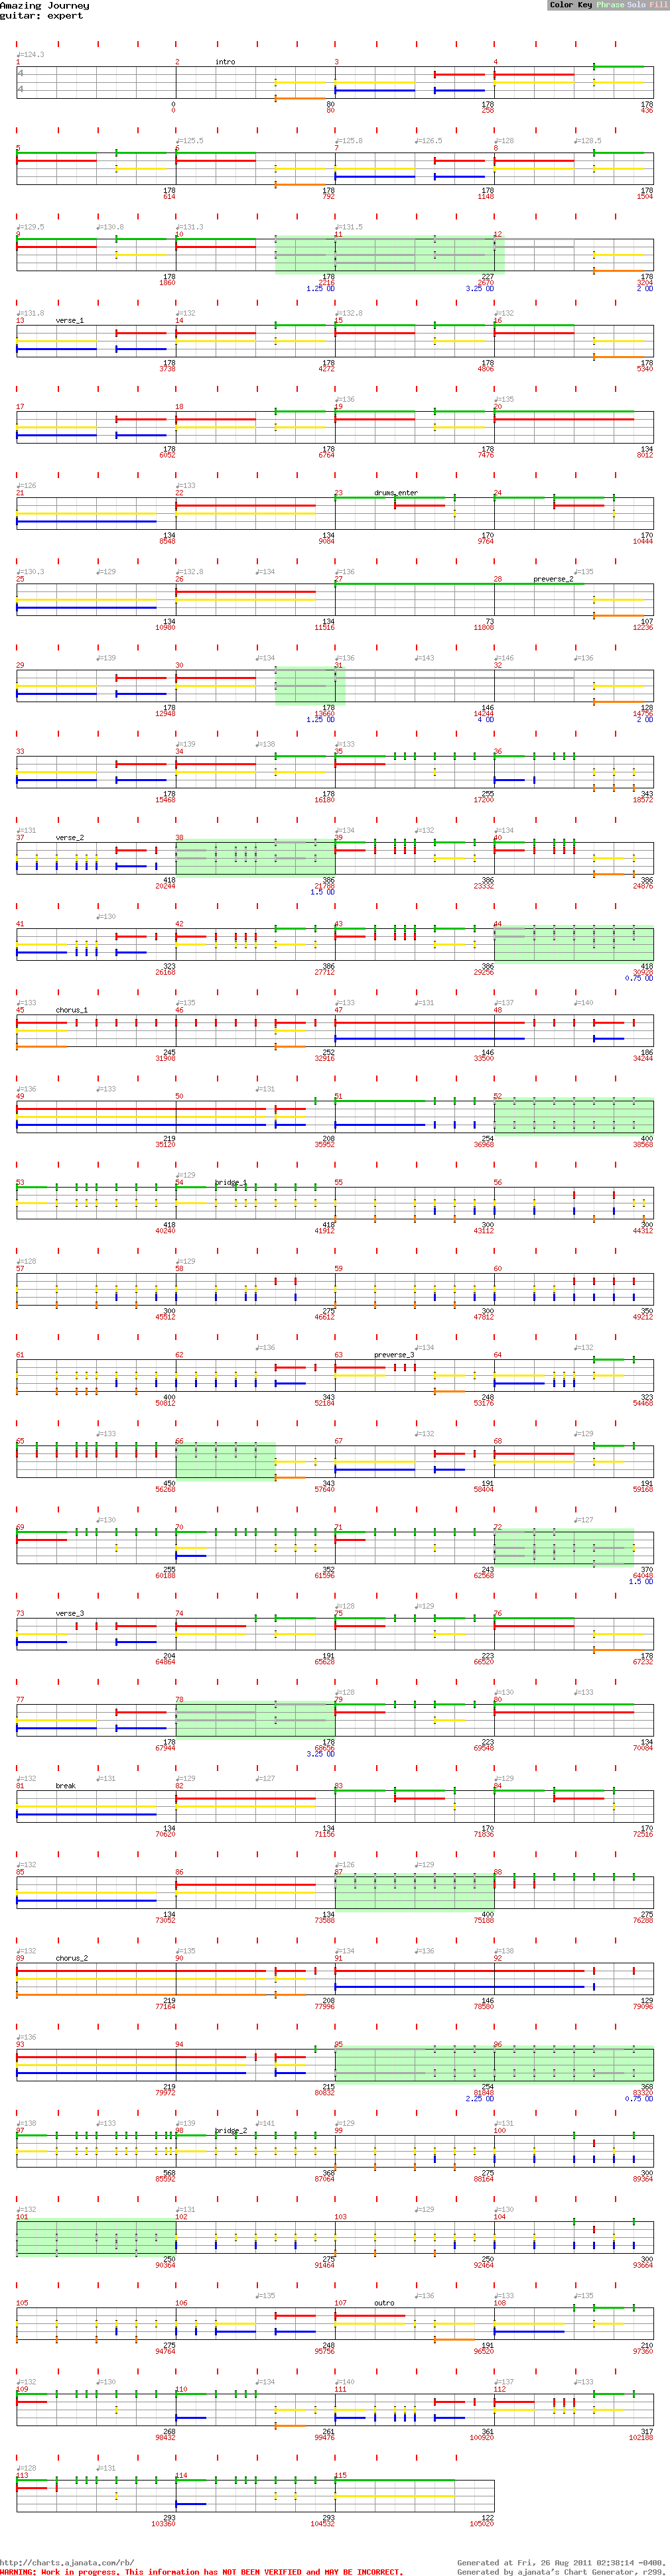 Amazing Journey
guitar: expert
Color Key Phrase Solo Fill
♩=124.3
1 2 intro 3 4
4
4
0 80 178 178
0 80 258 436
♩=125.5 ♩=125.8 ♩=126.5 ♩=128 ♩=128.5
5 6 7 8
178 178 178 178
614 792 1148 1504
♩=129.5 ♩=130.8 ♩=131.3 ♩=131.5
9 10 11 12
178 178 227 178
1860 2216 2670 3204
1.25 OD 3.25 OD 2 OD
♩=131.8 ♩=132 ♩=132.8 ♩=132
13 verse_1 14 15 16
178 178 178 178
3738 4272 4806 5340
♩=136 ♩=135
17 18 19 20
178 178 178 134
6052 6764 7476 8012
♩=126 ♩=133
21 22 23 drums_enter 24
134 134 170 170
8548 9084 9764 10444
♩=130.3 ♩=129 ♩=132.8 ♩=134 ♩=136 ♩=135
25 26 27 28 preverse_2
134 134 73 107
10980 11516 11808 12236
♩=139 ♩=134 ♩=136 ♩=143 ♩=146 ♩=136
29 30 31 32
178 178 146 128
12948 13660 14244 14756
1.25 OD 4 OD 2 OD
♩=139 ♩=138 ♩=133
33 34 35 36
178 178 255 343
15468 16180 17200 18572
♩=131 ♩=134 ♩=132 ♩=134
37 verse_2 38 39 40
418 386 386 386
20244 21788 23332 24876
1.5 OD
♩=130
41 42 43 44
323 386 386 418
26168 27712 29256 30928
0.75 OD
♩=133 ♩=135 ♩=133 ♩=131 ♩=137 ♩=140
45 chorus_1 46 47 48
245 252 146 186
31908 32916 33500 34244
♩=136 ♩=133 ♩=131
49 50 51 52
219 208 254 400
35120 35952 36968 38568
♩=129
53 54 bridge_1 55 56
418 418 300 300
40240 41912 43112 44312
♩=128 ♩=129
57 58 59 60
300 275 300 350
45512 46612 47812 49212
♩=136 ♩=134 ♩=132
61 62 63 preverse_3 64
400 343 248 323
50812 52184 53176 54468
♩=133 ♩=132 ♩=129
65 66 67 68
450 343 191 191
56268 57640 58404 59168
♩=130 ♩=127
69 70 71 72
255 352 243 370
60188 61596 62568 64048
1.5 OD
♩=128 ♩=129
73 verse_3 74 75 76
204 191 223 178
64864 65628 66520 67232
♩=128 ♩=130 ♩=133
77 78 79 80
178 178 223 134
67944 68656 69548 70084
3.25 OD
♩=132 ♩=131 ♩=129 ♩=127 ♩=129
81 break 82 83 84
134 134 170 170
70620 71156 71836 72516
♩=132 ♩=126 ♩=129
85 86 87 88
134 134 400 275
73052 73588 75188 76288
♩=132 ♩=135 ♩=134 ♩=136 ♩=138
89 chorus_2 90 91 92
219 208 146 129
77164 77996 78580 79096
♩=136
93 94 95 96
219 215 254 368
79972 80832 81848 83320
2.25 OD 0.75 OD
♩=138 ♩=133 ♩=139 ♩=141 ♩=129 ♩=131
97 98 bridge_2 99 100
568 368 275 300
85592 87064 88164 89364
♩=132 ♩=131 ♩=129 ♩=130
101 102 103 104
250 275 250 300
90364 91464 92464 93664
♩=135 ♩=136 ♩=133 ♩=135
105 106 107 outro 108
275 248 191 210
94764 95756 96520 97360
♩=132 ♩=130 ♩=134 ♩=140 ♩=137 ♩=133
109 110 111 112
268 261 361 317
98432 99476 100920 102188
♩=128 ♩=131
113 114 115
293 293 122
103360 104532 105020
http://charts.ajanata.com/rb/
Generated at Fri, 26 Aug 2011 02:38:14 -0400.
WARNING: Work in progress. This information has NOT BEEN VERIFIED and MAY BE INCORRECT.
Generated by ajanata's Chart Generator, r299.